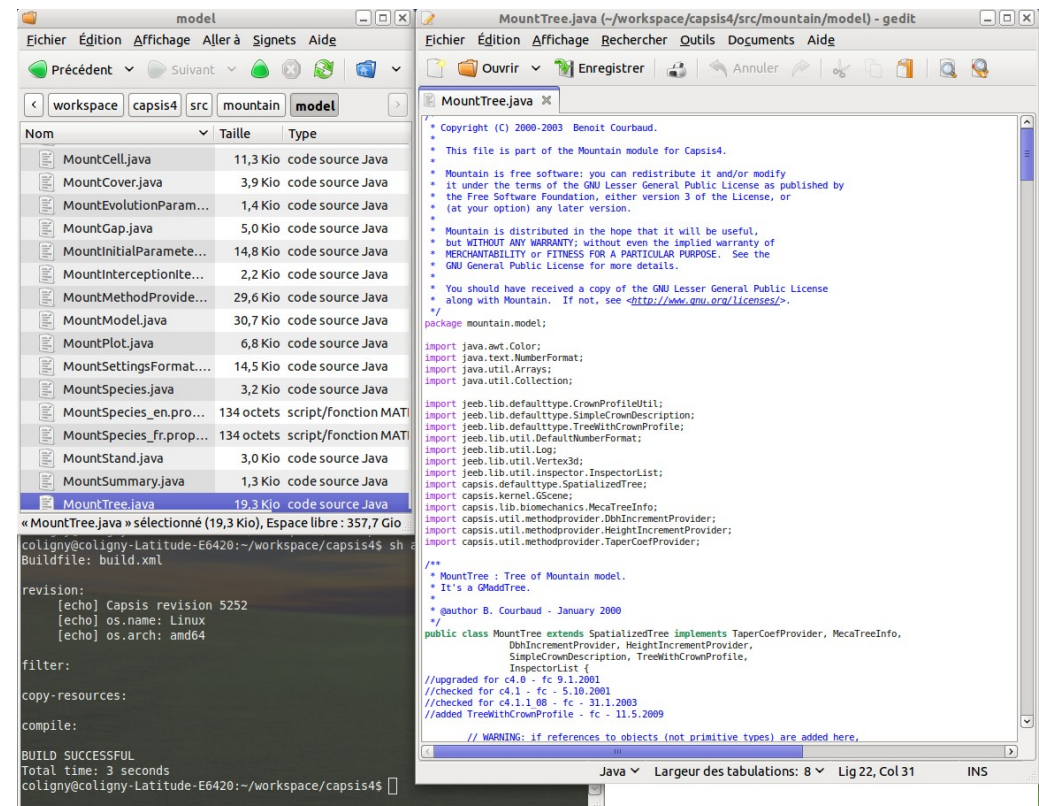 model
Fichier Édition Affichage Aller à Signets Aide
Précédent Suivant
workspace capsis4 src mountain model
Nom Taille Type
MountCell.java 11,3 Kio code source Java
MountCover.java 3,9 Kio code source Java
MountEvolutionParam... 1,4 Kio code source Java
MountGap.java 5,0 Kio code source Java
MountInitialParamete... 14,8 Kio code source Java
MountInterceptionIte... 2,2 Kio code source Java
MountMethodProvide... 29,6 Kio code source Java
MountModel.java 30,7 Kio code source Java
MountPlot.java 6,8 Kio code source Java
MountSettingsFormat.... 14,5 Kio code source Java
MountSpecies.java 3,2 Kio code source Java
MountSpecies_en.pro... 134 octets script/fonction MATL
MountSpecies_fr.prop... 134 octets script/fonction MATL
MountStand.java 3,0 Kio code source Java
MountSummary.java 1,3 Kio code source Java
MountTree.java 19,3 Kio code source Java
« MountTree.java » sélectionné (19,3 Kio), Espace libre : 357,7 Gio
coligny@coligny-Latitude-E6420:~/workspace/capsis4$ sh a
Buildfile: build.xml
revision:
[echo] Capsis revision 5252
[echo] os.name: Linux
[echo] os.arch: amd64
filter:
copy-resources:
compile:
BUILD SUCCESSFUL
Total time: 3 seconds
coligny@coligny-Latitude-E6420:~/workspace/capsis4$
MountTree.java (~/workspace/capsis4/src/mountain/model) - gedit
Fichier Édition Affichage Rechercher Outils Documents Aide
Ouvrir Enregistrer Annuler
MountTree.java
/*
* Copyright (C) 2000-2003 Benoit Courbaud.
*
* This file is part of the Mountain module for Capsis4.
*
* Mountain is free software: you can redistribute it and/or modify
* it under the terms of the GNU Lesser General Public License as published by
* the Free Software Foundation, either version 3 of the License, or
* (at your option) any later version.
*
* Mountain is distributed in the hope that it will be useful,
* but WITHOUT ANY WARRANTY; without even the implied warranty of
* MERCHANTABILITY or FITNESS FOR A PARTICULAR PURPOSE. See the
* GNU General Public License for more details.
*
* You should have received a copy of the GNU Lesser General Public License
* along with Mountain. If not, see <http://www.gnu.org/licenses/>.
*/
package mountain.model;
import java.awt.Color;
import java.text.NumberFormat;
import java.util.Arrays;
import java.util.Collection;
import jeeb.lib.defaulttype.CrownProfileUtil;
import jeeb.lib.defaulttype.SimpleCrownDescription;
import jeeb.lib.defaulttype.TreeWithCrownProfile;
import jeeb.lib.util.DefaultNumberFormat;
import jeeb.lib.util.Log;
import jeeb.lib.util.Vertex3d;
import jeeb.lib.util.inspector.InspectorList;
import capsis.defaulttype.SpatializedTree;
import capsis.kernel.GScene;
import capsis.lib.biomechanics.MecaTreeInfo;
import capsis.util.methodprovider.DbhIncrementProvider;
import capsis.util.methodprovider.HeightIncrementProvider;
import capsis.util.methodprovider.TaperCoefProvider;
/**
* MountTree : Tree of Mountain model.
* It's a GMaddTree.
*
* @author B. Courbaud - January 2000
*/
public class MountTree extends SpatializedTree implements TaperCoefProvider, MecaTreeInfo,
DbhIncrementProvider, HeightIncrementProvider,
SimpleCrownDescription, TreeWithCrownProfile,
InspectorList {
//upgraded for c4.0 - fc 9.1.2001
//checked for c4.1 - fc - 5.10.2001
//checked for c4.1.1_08 - fc - 31.1.2003
//added TreeWithCrownProfile - fc - 11.5.2009
// WARNING: if references to objects (not primitive types) are added here,
Java Largeur des tabulations: 8 Lig 22, Col 31 INS